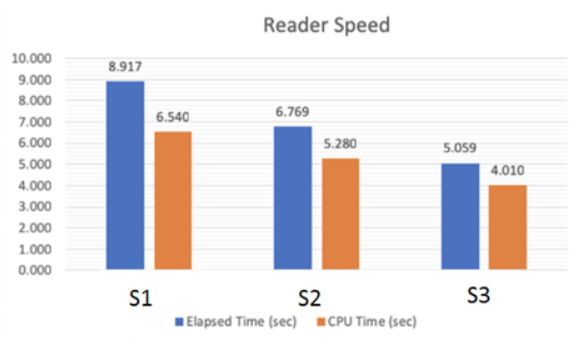 Reader Speed
10.000
9.000
8.000
7.000
6.000
5.000
4.000
3.000
2.000
1.000
0.000
8.917
6.540
6.769
5.280
5.059
4.010
S1
S2
S3
Elapsed Time (sec)
CPU Time (sec)